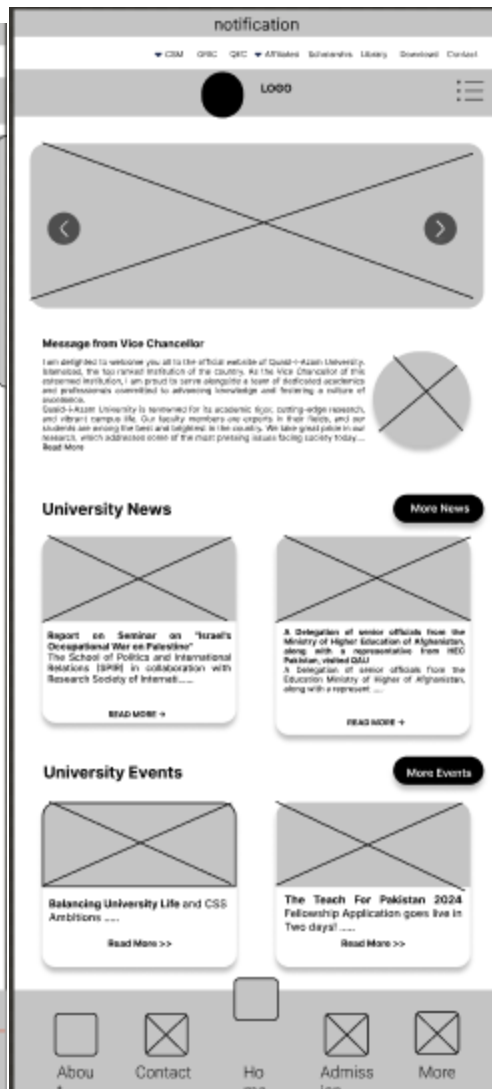 notification
CSM ORIC QEC Affiliates Scholarship Library Download Contact
LOGO
Message from Vice Chancellor
I am delighted to welcome you all to the official website of Quaid-i-Azam University,
Islamabad, the top ranked institution of the country. As the Vice Chancellor of this
esteemed institution, I am proud to serve alongside a team of dedicated academics
and professionals committed to advancing knowledge and fostering a culture of
excellence.
Quaid-i-Azam University is renowned for its academic rigor, cutting-edge research,
and vibrant campus life. Our faculty members are experts in their fields, and our
students are among the best and brightest in the country. We take great pride in our
research, which addresses some of the most pressing issues facing society today....
Read More
University News
More News
Report on Seminar on "Israel's
Occupational War on Palestine"
The School of Politics and International
Relations (SPIR) in collaboration with
Research Society of Internati......
READ MORE →
A Delegation of senior officials from the
Ministry of Higher Education of Afghanistan,
along with a representative from HEC
Pakistan, visited QAU
A Delegation of senior officials from the
Education Ministry of Higher of Afghanistan,
along with a represent ....
READ MORE →
University Events
More Events
Balancing University Life and CSS
Ambitions .....
Read More >>
The Teach For Pakistan 2024
Fellowship Application goes live in
Two days! ......
Read More >>
Abou
Contact
Ho
Admiss
More